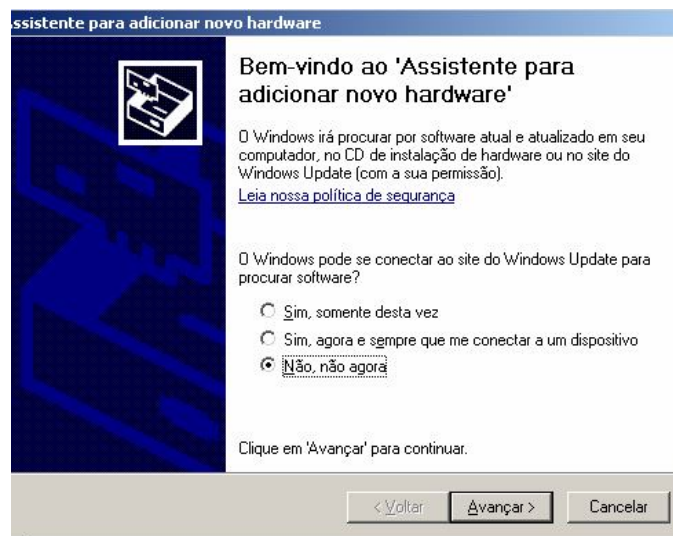 ssistente para adicionar novo hardware
Bem-vindo ao 'Assistente para
adicionar novo hardware'
O Windows irá procurar por software atual e atualizado em seu
computador, no CD de instalação de hardware ou no site do
Windows Update (com a sua permissão).
Leia nossa política de segurança
O Windows pode se conectar ao site do Windows Update para
procurar software?
Sim, somente desta vez
Sim, agora e sempre que me conectar a um dispositivo
Não, não agora
Clique em 'Avançar' para continuar.
< Voltar Avançar > Cancelar